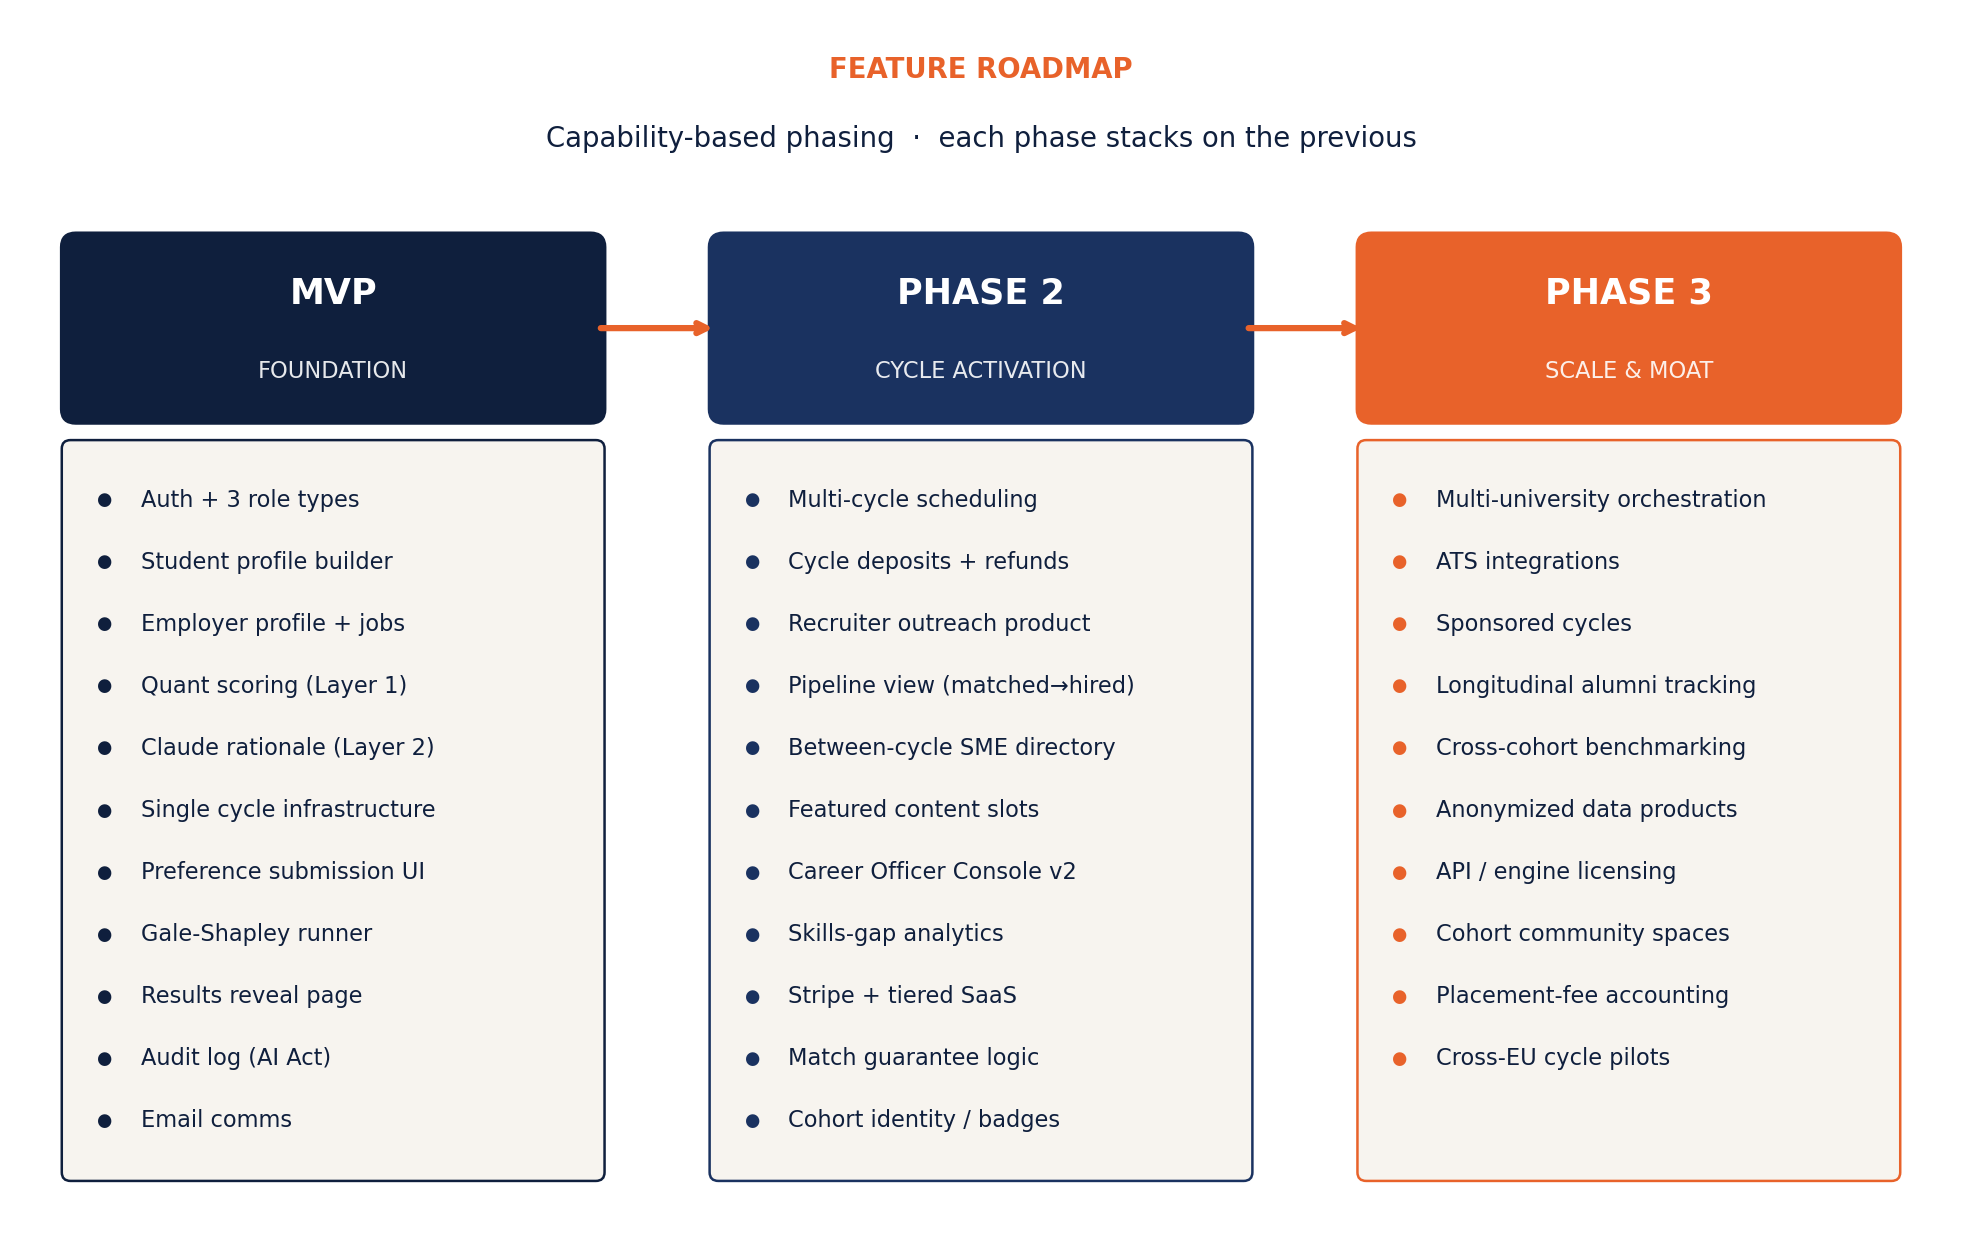 FEATURE ROADMAP
Capability-based phasing · each phase stacks on the previous
MVP
FOUNDATION
Auth + 3 role types
Student profile builder
Employer profile + jobs
Quant scoring (Layer 1)
Claude rationale (Layer 2)
Single cycle infrastructure
Preference submission UI
Gale-Shapley runner
Results reveal page
Audit log (AI Act)
Email comms
PHASE 2
CYCLE ACTIVATION
Multi-cycle scheduling
Cycle deposits + refunds
Recruiter outreach product
Pipeline view (matched→hired)
Between-cycle SME directory
Featured content slots
Career Officer Console v2
Skills-gap analytics
Stripe + tiered SaaS
Match guarantee logic
Cohort identity / badges
PHASE 3
SCALE & MOAT
Multi-university orchestration
ATS integrations
Sponsored cycles
Longitudinal alumni tracking
Cross-cohort benchmarking
Anonymized data products
API / engine licensing
Cohort community spaces
Placement-fee accounting
Cross-EU cycle pilots